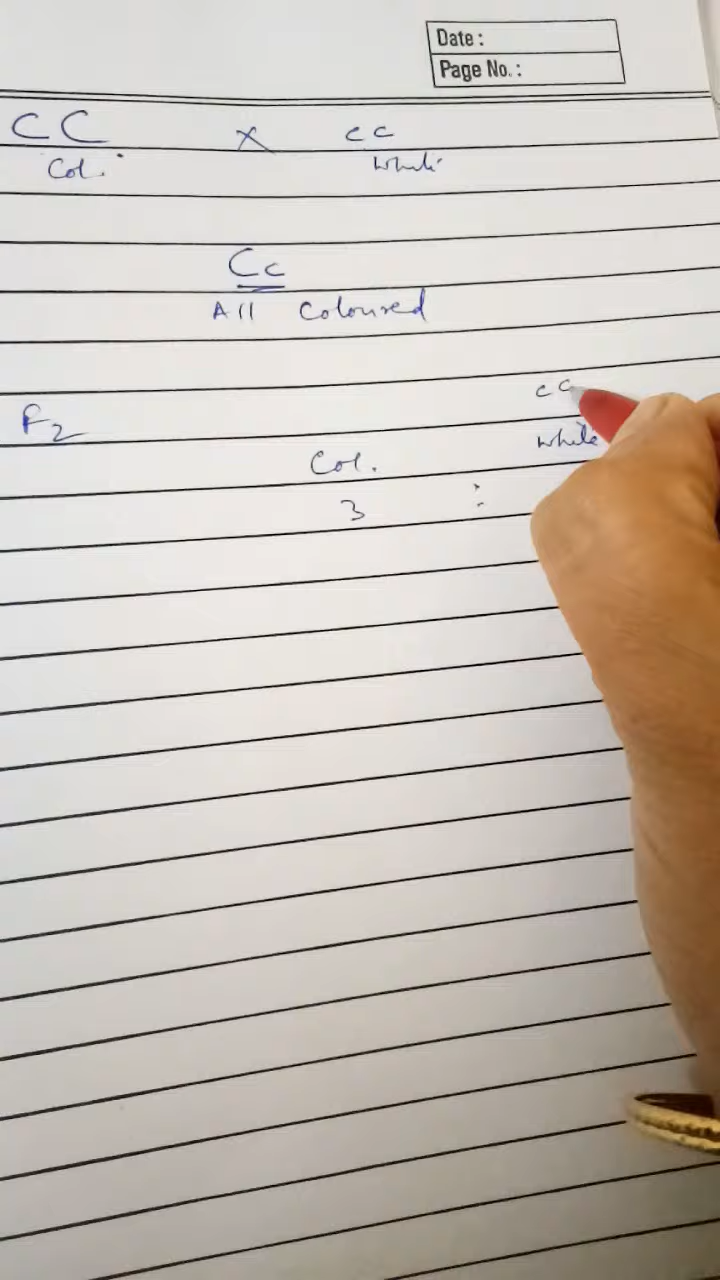 Date :
Page No. :
CC x cc
Col. White
Cc
All Coloured
cc
F2 white
Col.
3 :